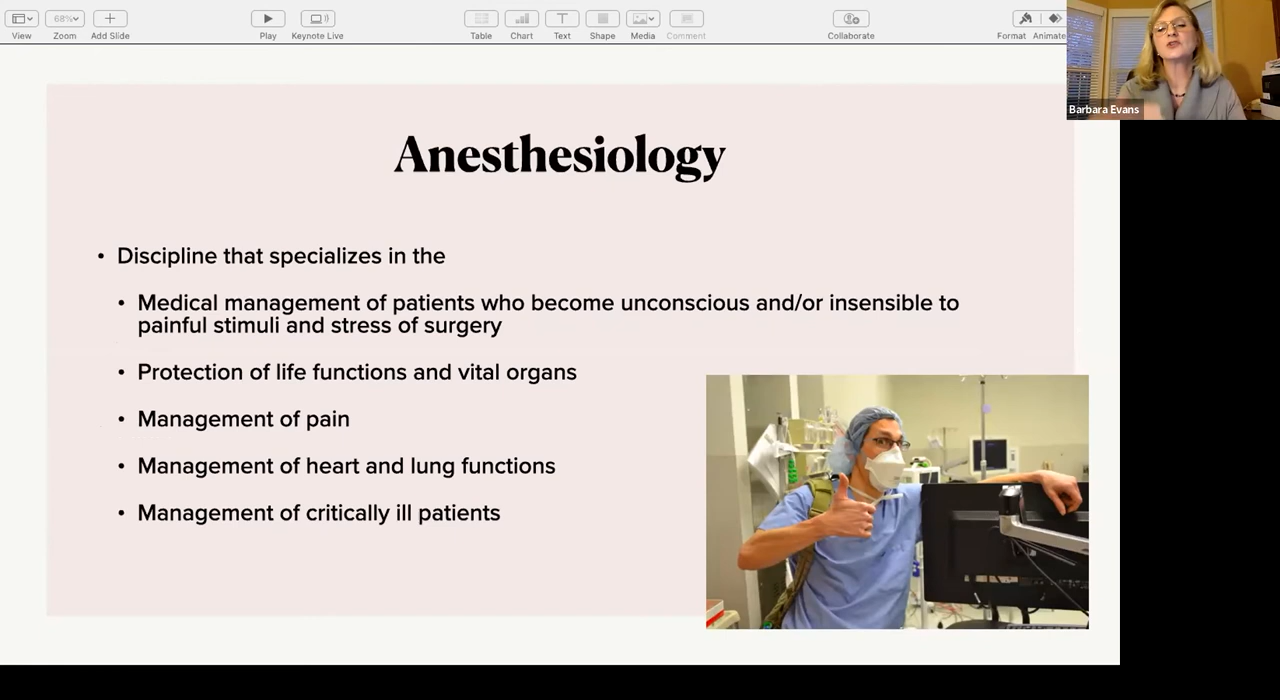 View
68%
Zoom
Add Slide
Play
Keynote Live
Table
Chart
Text
Shape
Media
Comment
Collaborate
Format
Animate
Barbara Evans
Anesthesiology
• Discipline that specializes in the
• Medical management of patients who become unconscious and/or insensible to
painful stimuli and stress of surgery
• Protection of life functions and vital organs
• Management of pain
• Management of heart and lung functions
• Management of critically ill patients